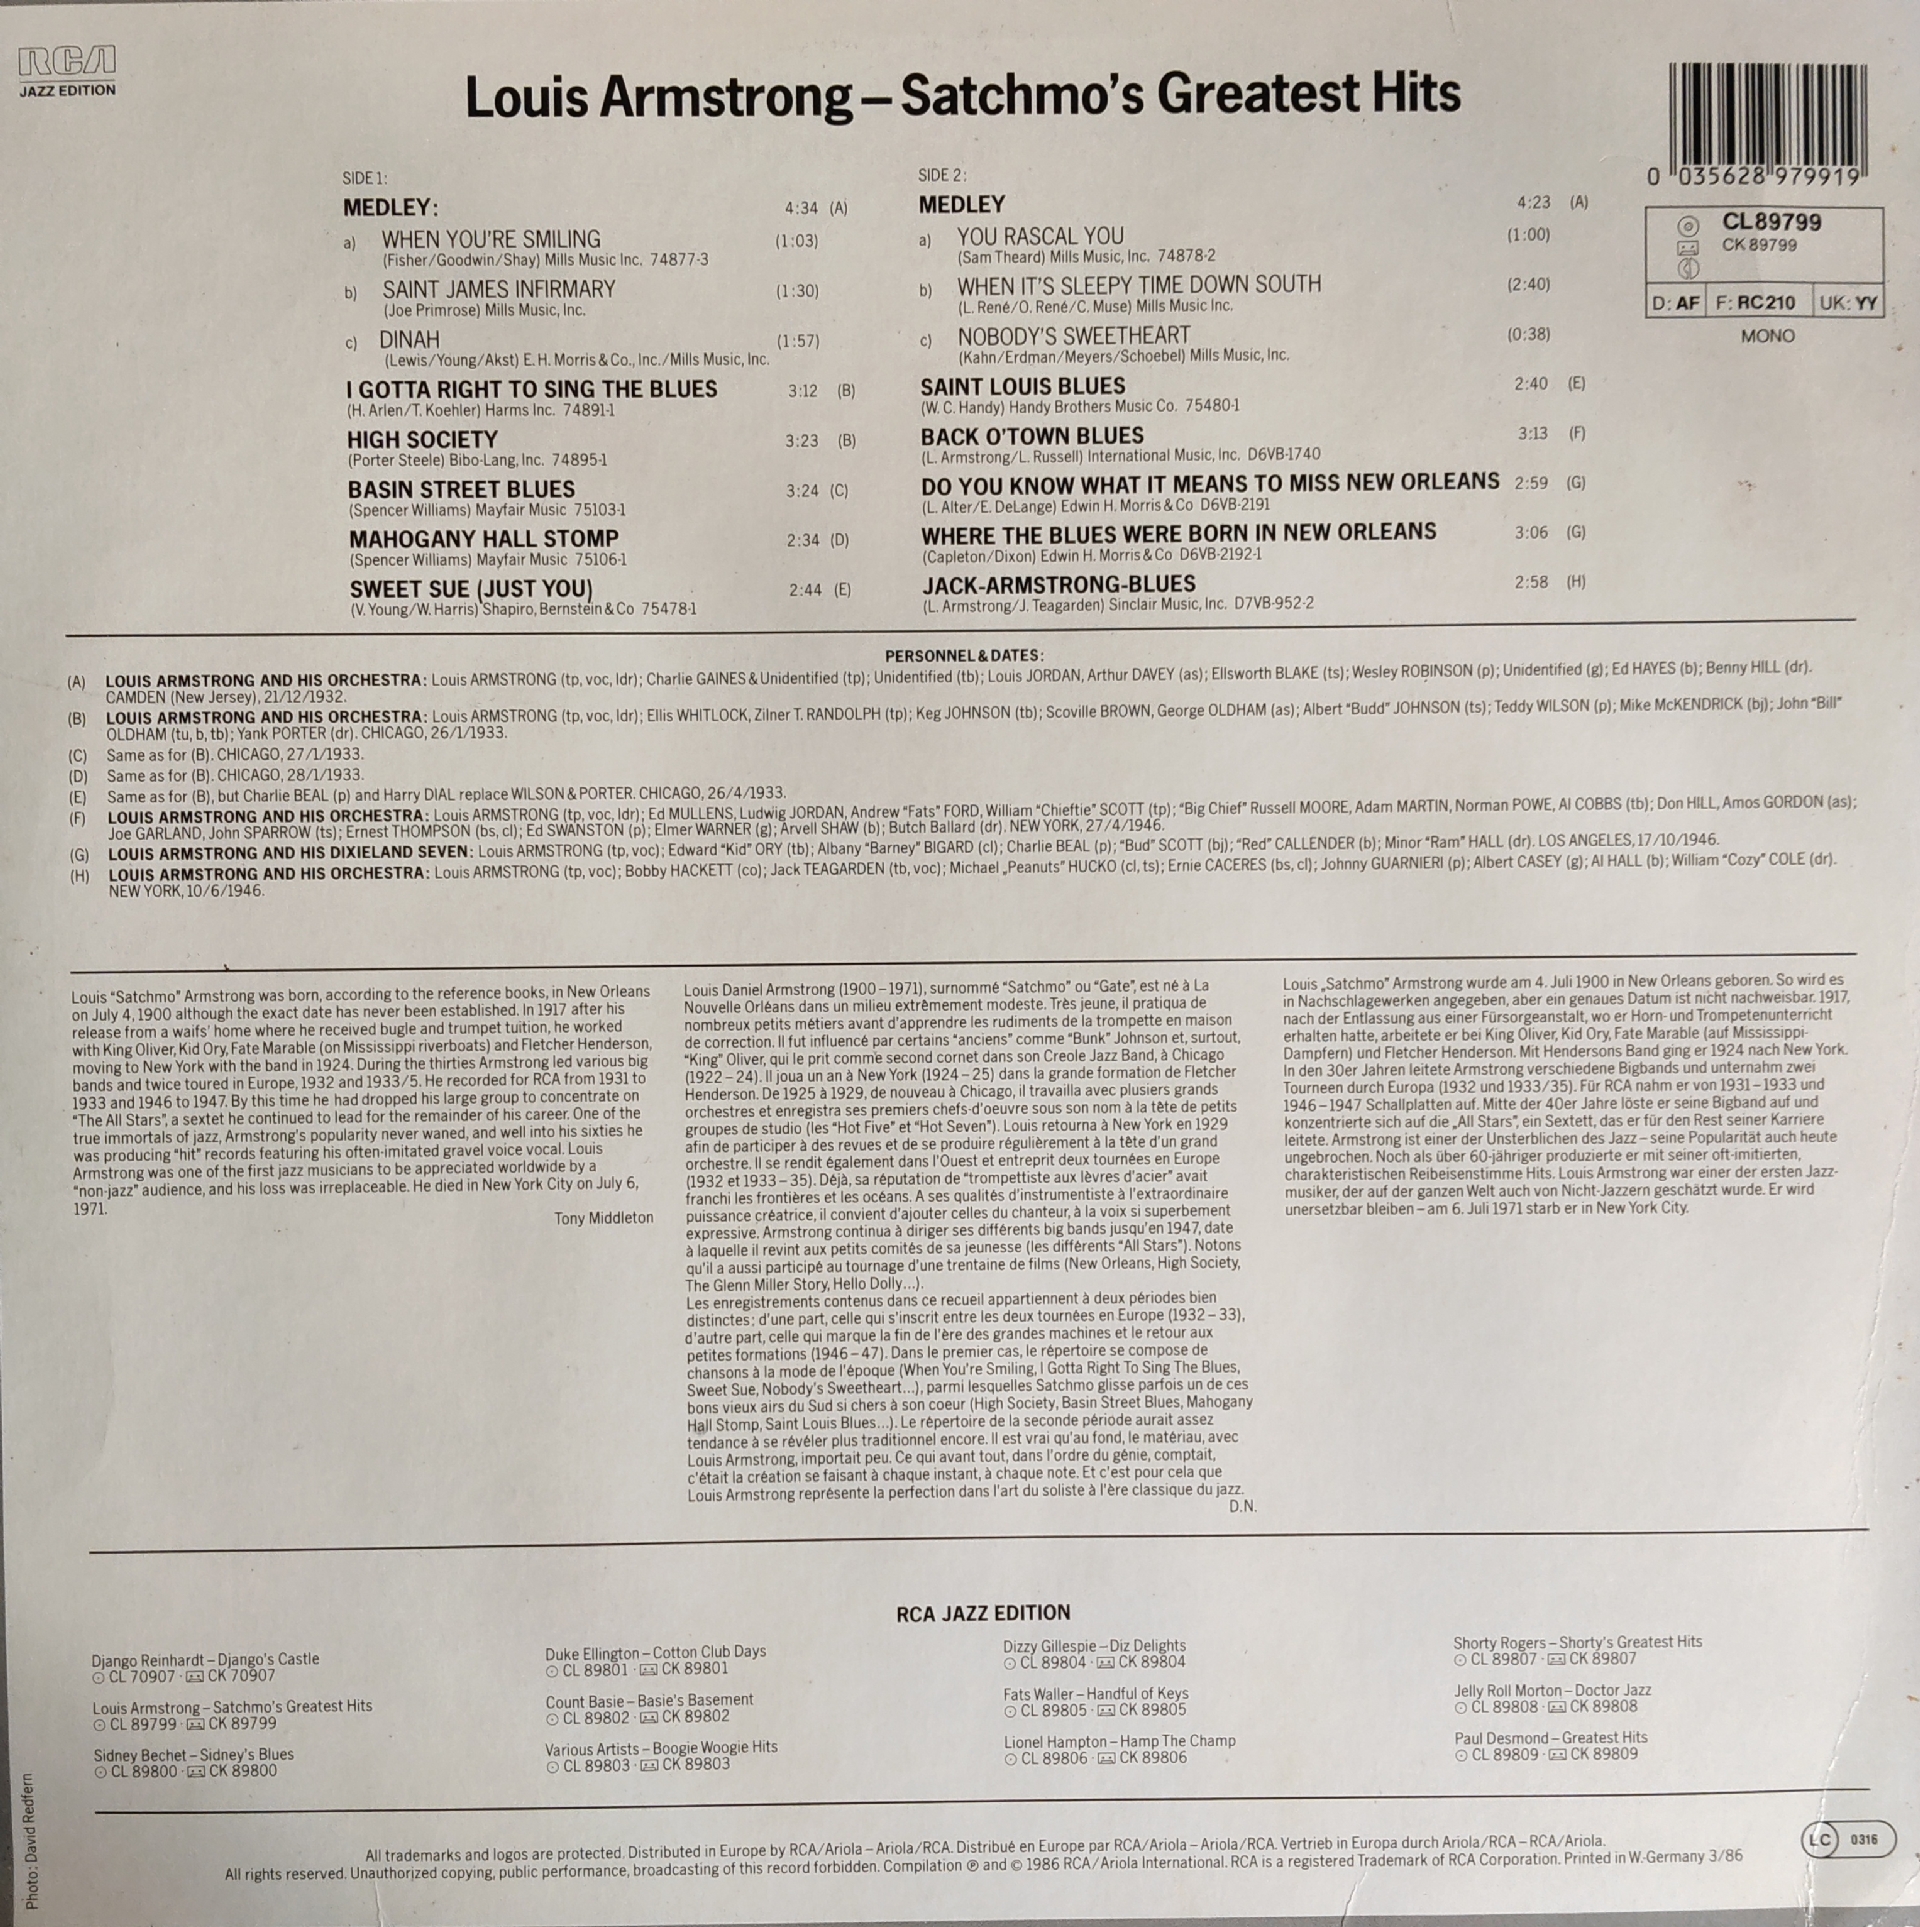 RCA
JAZZ EDITION
Louis Armstrong – Satchmo's Greatest Hits
0 035628 979919
CL89799
CK 89799
D: AF F: RC210 UK: YY
MONO
SIDE 1:
MEDLEY: 4:34 (A)
a) WHEN YOU'RE SMILING (1:03)
(Fisher/Goodwin/Shay) Mills Music Inc. 74877-3
b) SAINT JAMES INFIRMARY (1:30)
(Joe Primrose) Mills Music, Inc.
c) DINAH (1:57)
(Lewis/Young/Akst) E. H. Morris & Co., Inc./Mills Music, Inc.
I GOTTA RIGHT TO SING THE BLUES 3:12 (B)
(H. Arlen/T. Koehler) Harms Inc. 74891-1
HIGH SOCIETY 3:23 (B)
(Porter Steele) Bibo-Lang, Inc. 74895-1
BASIN STREET BLUES 3:24 (C)
(Spencer Williams) Mayfair Music 75103-1
MAHOGANY HALL STOMP 2:34 (D)
(Spencer Williams) Mayfair Music 75106-1
SWEET SUE (JUST YOU) 2:44 (E)
(V. Young/W. Harris) Shapiro, Bernstein & Co 75478-1
SIDE 2:
MEDLEY 4:23 (A)
a) YOU RASCAL YOU (1:00)
(Sam Theard) Mills Music, Inc. 74878-2
b) WHEN IT'S SLEEPY TIME DOWN SOUTH (2:40)
(L. René/O. René/C. Muse) Mills Music Inc.
c) NOBODY'S SWEETHEART (0:38)
(Kahn/Erdman/Meyers/Schoebel) Mills Music, Inc.
SAINT LOUIS BLUES 2:40 (E)
(W. C. Handy) Handy Brothers Music Co. 75480-1
BACK O'TOWN BLUES 3:13 (F)
(L. Armstrong/L. Russell) International Music, Inc. D6VB-1740
DO YOU KNOW WHAT IT MEANS TO MISS NEW ORLEANS 2:59 (G)
(L. Alter/E. DeLange) Edwin H. Morris & Co D6VB-2191
WHERE THE BLUES WERE BORN IN NEW ORLEANS 3:06 (G)
(Capleton/Dixon) Edwin H. Morris & Co D6VB-2192-1
JACK-ARMSTRONG-BLUES 2:58 (H)
(L. Armstrong/J. Teagarden) Sinclair Music, Inc. D7VB-952-2
PERSONNEL & DATES:
(A) LOUIS ARMSTRONG AND HIS ORCHESTRA: Louis ARMSTRONG (tp, voc, ldr); Charlie GAINES & Unidentified (tp); Unidentified (tb); Louis JORDAN, Arthur DAVEY (as); Ellsworth BLAKE (ts); Wesley ROBINSON (p); Unidentified (g); Ed HAYES (b); Benny HILL (dr).
CAMDEN (New Jersey), 21/12/1932.
(B) LOUIS ARMSTRONG AND HIS ORCHESTRA: Louis ARMSTRONG (tp, voc, ldr); Ellis WHITLOCK, Zilner T. RANDOLPH (tp); Keg JOHNSON (tb); Scoville BROWN, George OLDHAM (as); Albert "Budd" JOHNSON (ts); Teddy WILSON (p); Mike McKENDRICK (bj); John "Bill"
OLDHAM (tu, b, tb); Yank PORTER (dr). CHICAGO, 26/1/1933.
(C) Same as for (B). CHICAGO, 27/1/1933.
(D) Same as for (B). CHICAGO, 28/1/1933.
(E) Same as for (B), but Charlie BEAL (p) and Harry DIAL replace WILSON & PORTER. CHICAGO, 26/4/1933.
(F) LOUIS ARMSTRONG AND HIS ORCHESTRA: Louis ARMSTRONG (tp, voc, ldr); Ed MULLENS, Ludwig JORDAN, Andrew "Fats" FORD, William "Chieftie" SCOTT (tp); "Big Chief" Russell MOORE, Adam MARTIN, Norman POWE, Al COBBS (tb); Don HILL, Amos GORDON (as);
Joe GARLAND, John SPARROW (ts); Ernest THOMPSON (bs, cl); Ed SWANSTON (p); Elmer WARNER (g); Arvell SHAW (b); Butch Ballard (dr). NEW YORK, 27/4/1946.
(G) LOUIS ARMSTRONG AND HIS DIXIELAND SEVEN: Louis ARMSTRONG (tp, voc); Edward "Kid" ORY (tb); Albany "Barney" BIGARD (cl); Charlie BEAL (p); "Bud" SCOTT (bj); "Red" CALLENDER (b); Minor "Ram" HALL (dr). LOS ANGELES, 17/10/1946.
(H) LOUIS ARMSTRONG AND HIS ORCHESTRA: Louis ARMSTRONG (tp, voc); Bobby HACKETT (co); Jack TEAGARDEN (tb, voc); Michael „Peanuts" HUCKO (cl, ts); Ernie CACERES (bs, cl); Johnny GUARNIERI (p); Albert CASEY (g); Al HALL (b); William "Cozy" COLE (dr).
NEW YORK, 10/6/1946.
Louis "Satchmo" Armstrong was born, according to the reference books, in New Orleans
on July 4, 1900 although the exact date has never been established. In 1917 after his
release from a waifs' home where he received bugle and trumpet tuition, he worked
with King Oliver, Kid Ory, Fate Marable (on Mississippi riverboats) and Fletcher Henderson,
moving to New York with the band in 1924. During the thirties Armstrong led various big
bands and twice toured in Europe, 1932 and 1933/5. He recorded for RCA from 1931 to
1933 and 1946 to 1947. By this time he had dropped his large group to concentrate on
"The All Stars", a sextet he continued to lead for the remainder of his career. One of the
true immortals of jazz, Armstrong's popularity never waned, and well into his sixties he
was producing "hit" records featuring his often-imitated gravel voice vocal. Louis
Armstrong was one of the first jazz musicians to be appreciated worldwide by a
"non-jazz" audience, and his loss was irreplaceable. He died in New York City on July 6,
1971.
Tony Middleton
Louis Daniel Armstrong (1900–1971), surnommé "Satchmo" ou "Gate", est né à La
Nouvelle Orléans dans un milieu extrêmement modeste. Très jeune, il pratiqua de
nombreux petits métiers avant d'apprendre les rudiments de la trompette en maison
de correction. Il fut influencé par certains "anciens" comme "Bunk" Johnson et, surtout,
"King" Oliver, qui le prit comme second cornet dans son Creole Jazz Band, à Chicago
(1922–24). Il joua un an à New York (1924–25) dans la grande formation de Fletcher
Henderson. De 1925 à 1929, de nouveau à Chicago, il travailla avec plusiers grands
orchestres et enregistra ses premiers chefs-d'oeuvre sous son nom à la tête de petits
groupes de studio (les "Hot Five" et "Hot Seven"). Louis retourna à New York en 1929
afin de participer à des revues et de se produire régulièrement à la tête d'un grand
orchestre. Il se rendit également dans l'Ouest et entreprit deux tournées en Europe
(1932 et 1933–35). Déjà, sa réputation de "trompettiste aux lèvres d'acier" avait
franchi les frontières et les océans. A ses qualités d'instrumentiste à l'extraordinaire
puissance créatrice, il convient d'ajouter celles du chanteur, à la voix si superbement
expressive. Armstrong continua à diriger ses différents big bands jusqu'en 1947, date
à laquelle il revint aux petits comités de sa jeunesse (les différents "All Stars"). Notons
qu'il a aussi participé au tournage d'une trentaine de films (New Orleans, High Society,
The Glenn Miller Story, Hello Dolly...).
Les enregistrements contenus dans ce recueil appartiennent à deux périodes bien
distinctes: d'une part, celle qui s'inscrit entre les deux tournées en Europe (1932–33),
d'autre part, celle qui marque la fin de l'ère des grandes machines et le retour aux
petites formations (1946–47). Dans le premier cas, le répertoire se compose de
chansons à la mode de l'époque (When You're Smiling, I Gotta Right To Sing The Blues,
Sweet Sue, Nobody's Sweetheart...), parmi lesquelles Satchmo glisse parfois un de ces
bons vieux airs du Sud si chers à son coeur (High Society, Basin Street Blues, Mahogany
Hall Stomp, Saint Louis Blues...). Le répertoire de la seconde période aurait assez
tendance à se révéler plus traditionnel encore. Il est vrai qu'au fond, le matériau, avec
Louis Armstrong, importait peu. Ce qui avant tout, dans l'ordre du génie, comptait,
c'était la création se faisant à chaque instant, à chaque note. Et c'est pour cela que
Louis Armstrong représente la perfection dans l'art du soliste à l'ère classique du jazz.
D.N.
Louis „Satchmo" Armstrong wurde am 4. Juli 1900 in New Orleans geboren. So wird es
in Nachschlagewerken angegeben, aber ein genaues Datum ist nicht nachweisbar. 1917,
nach der Entlassung aus einer Fürsorgeanstalt, wo er Horn- und Trompetenunterricht
erhalten hatte, arbeitete er bei King Oliver, Kid Ory, Fate Marable (auf Mississippi-
Dampfern) und Fletcher Henderson. Mit Hendersons Band ging er 1924 nach New York.
In den 30er Jahren leitete Armstrong verschiedene Bigbands und unternahm zwei
Tourneen durch Europa (1932 und 1933/35). Für RCA nahm er von 1931–1933 und
1946–1947 Schallplatten auf. Mitte der 40er Jahre löste er seine Bigband auf und
konzentrierte sich auf die „All Stars", ein Sextett, das er für den Rest seiner Karriere
leitete. Armstrong ist einer der Unsterblichen des Jazz – seine Popularität auch heute
ungebrochen. Noch als über 60-jähriger produzierte er mit seiner oft-imitierten,
charakteristischen Reibeisenstimme Hits. Louis Armstrong war einer der ersten Jazz-
musiker, der auf der ganzen Welt auch von Nicht-Jazzern geschätzt wurde. Er wird
unersetzbar bleiben – am 6. Juli 1971 starb er in New York City.
RCA JAZZ EDITION
Django Reinhardt – Django's Castle
CL 70907 · CK 70907
Louis Armstrong – Satchmo's Greatest Hits
CL 89799 · CK 89799
Sidney Bechet – Sidney's Blues
CL 89800 · CK 89800
Duke Ellington – Cotton Club Days
CL 89801 · CK 89801
Count Basie – Basie's Basement
CL 89802 · CK 89802
Various Artists – Boogie Woogie Hits
CL 89803 · CK 89803
Dizzy Gillespie – Diz Delights
CL 89804 · CK 89804
Fats Waller – Handful of Keys
CL 89805 · CK 89805
Lionel Hampton – Hamp The Champ
CL 89806 · CK 89806
Shorty Rogers – Shorty's Greatest Hits
CL 89807 · CK 89807
Jelly Roll Morton – Doctor Jazz
CL 89808 · CK 89808
Paul Desmond – Greatest Hits
CL 89809 · CK 89809
Photo: David Redfern
All trademarks and logos are protected. Distributed in Europe by RCA/Ariola – Ariola/RCA. Distribué en Europe par RCA/Ariola – Ariola/RCA. Vertrieb in Europa durch Ariola/RCA – RCA/Ariola.
All rights reserved. Unauthorized copying, public performance, broadcasting of this record forbidden. Compilation ℗ and © 1986 RCA/Ariola International. RCA is a registered Trademark of RCA Corporation. Printed in W.-Germany 3/86
LC 0316